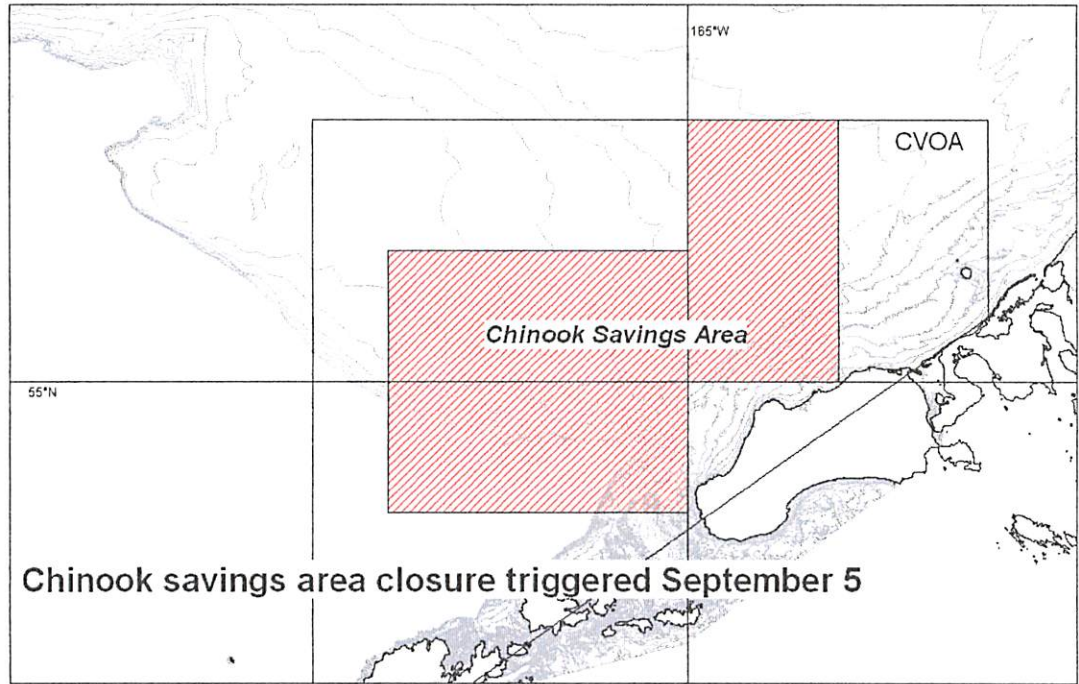 165°W
CVOA
Chinook Savings Area
55°N
Chinook savings area closure triggered September 5